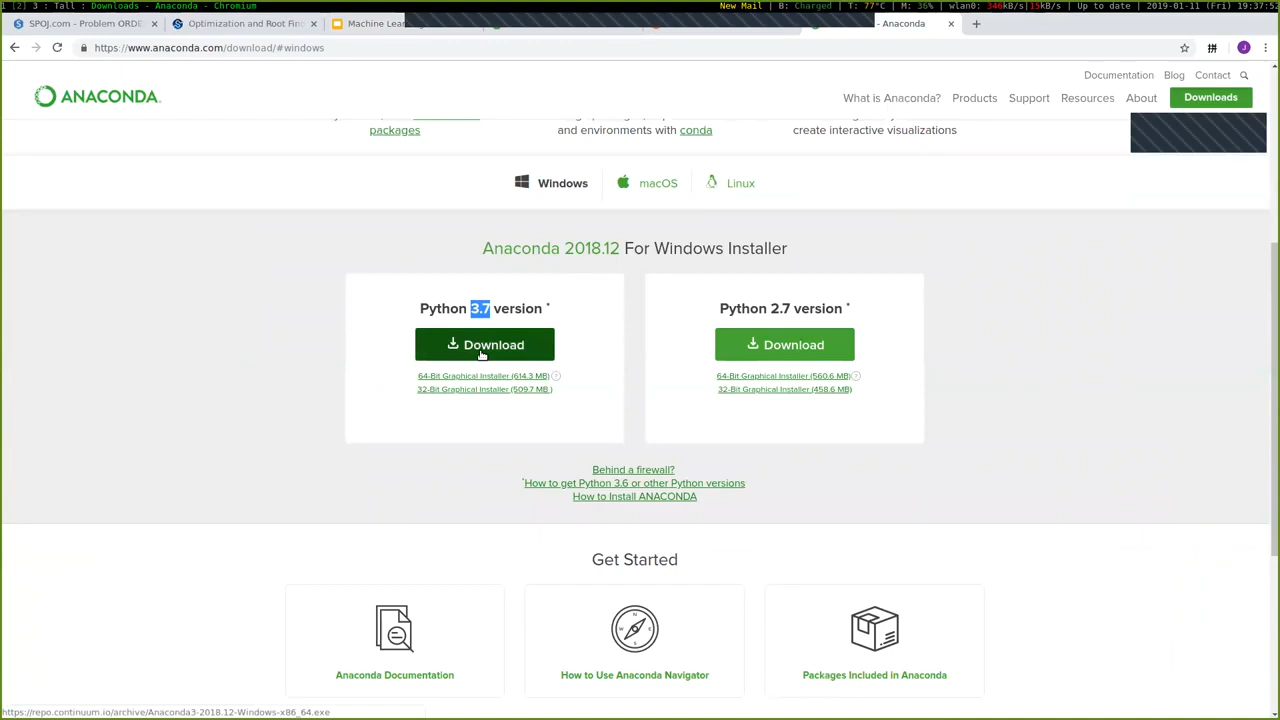 1 [2] 3 : Tall : Downloads - Anaconda - Chromium New Mail | B: Charged | T: 77°C | M: 36% | wlan0: 346kB/s|15kB/s | Up to date | 2019-01-11 (Fri) 19:37:52
SPOJ.com - Problem ORDE Optimization and Root Fin Machine Lea - Anaconda
https://www.anaconda.com/download/#windows J
Documentation Blog Contact
ANACONDA.
What is Anaconda? Products Support Resources About Downloads
packages and environments with conda create interactive visualizations
Windows macOS Linux
Anaconda 2018.12 For Windows Installer
Python 3.7 version * Python 2.7 version *
Download Download
64-Bit Graphical Installer (614.3 MB) ? 64-Bit Graphical Installer (560.6 MB) ?
32-Bit Graphical Installer (509.7 MB ) 32-Bit Graphical Installer (458.6 MB)
Behind a firewall?
*How to get Python 3.6 or other Python versions
How to Install ANACONDA
Get Started
Anaconda Documentation How to Use Anaconda Navigator Packages Included in Anaconda
https://repo.continuum.io/archive/Anaconda3-2018.12-Windows-x86_64.exe